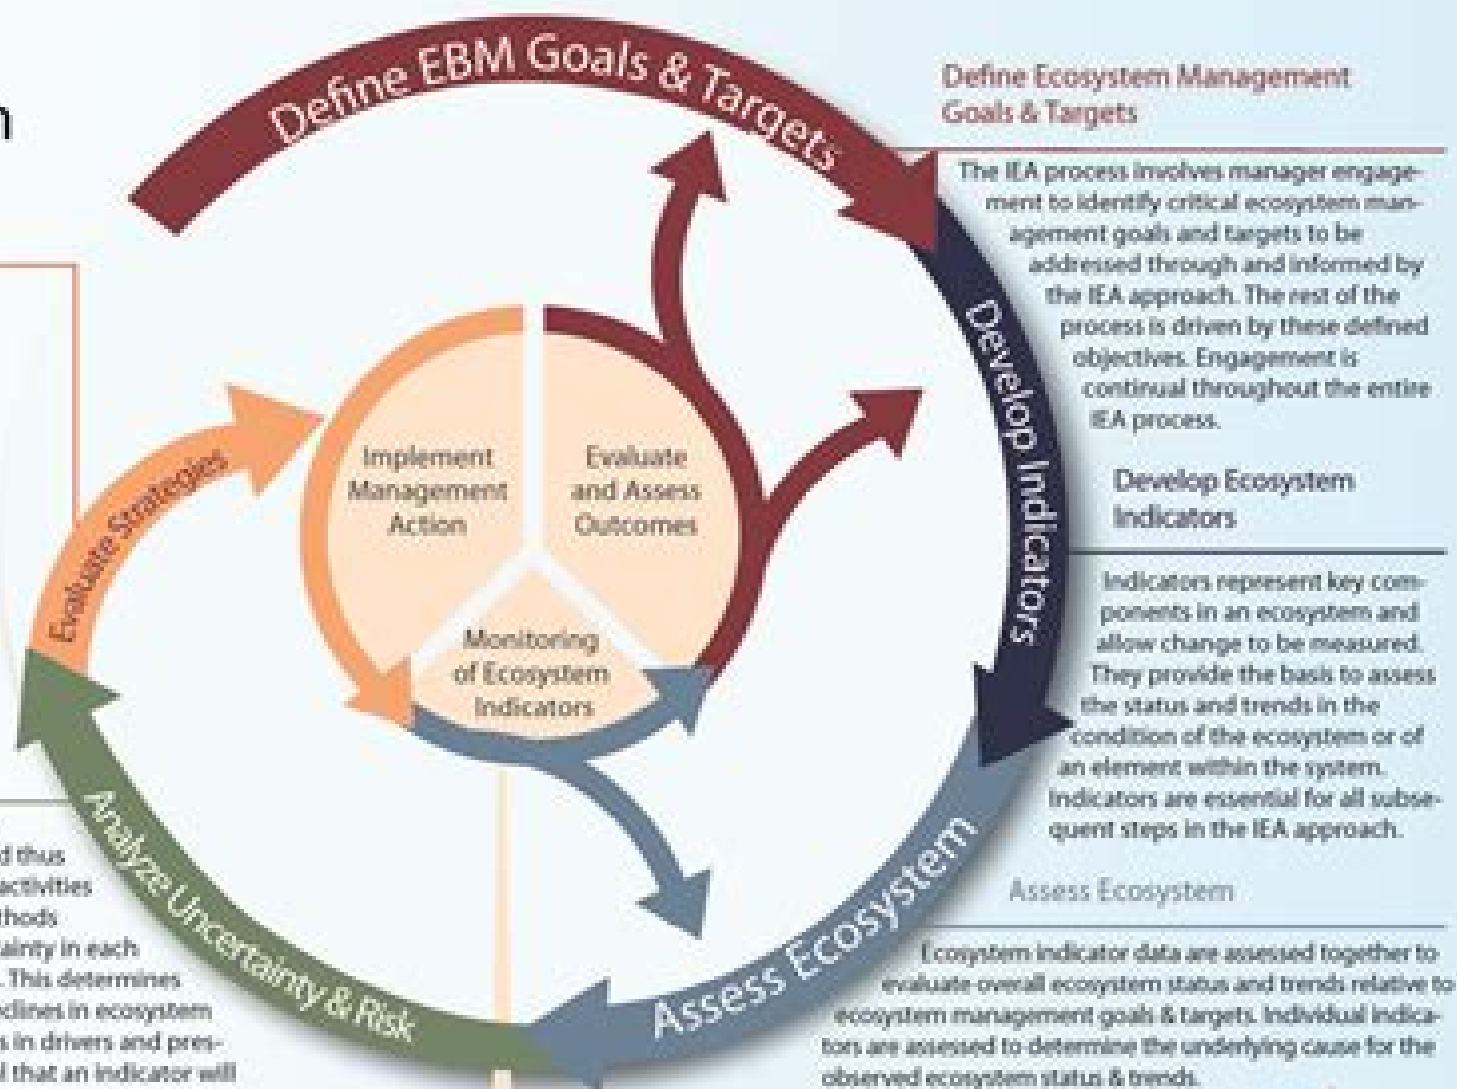 Define EBM Goals & Targets
Develop Indicators
Assess Ecosystem
Analyze Uncertainty & Risk
Evaluate Strategies
Implement
Management
Action
Evaluate
and Assess
Outcomes
Monitoring
of Ecosystem
Indicators
Define Ecosystem Management
Goals & Targets
The IEA process involves manager engage-
ment to identify critical ecosystem man-
agement goals and targets to be
addressed through and informed by
the IEA approach. The rest of the
process is driven by these defined
objectives. Engagement is
continual throughout the entire
IEA process.
Develop Ecosystem
Indicators
Indicators represent key com-
ponents in an ecosystem and
allow change to be measured.
They provide the basis to assess
the status and trends in the
condition of the ecosystem or of
an element within the system.
Indicators are essential for all subse-
quent steps in the IEA approach.
Assess Ecosystem
Ecosystem indicator data are assessed together to
evaluate overall ecosystem status and trends relative to
ecosystem management goals & targets. Individual indica-
tors are assessed to determine the underlying cause for the
observed ecosystem status & trends.
thus
activities
in each
. This determines
in ecosystem
in drivers and pres-
that an indicator will